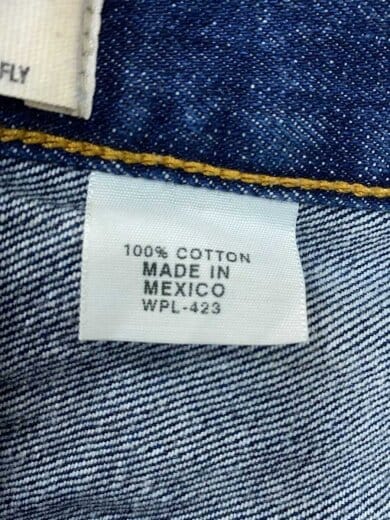 FLY
100% COTTON
MADE IN
MEXICO
WPL-423